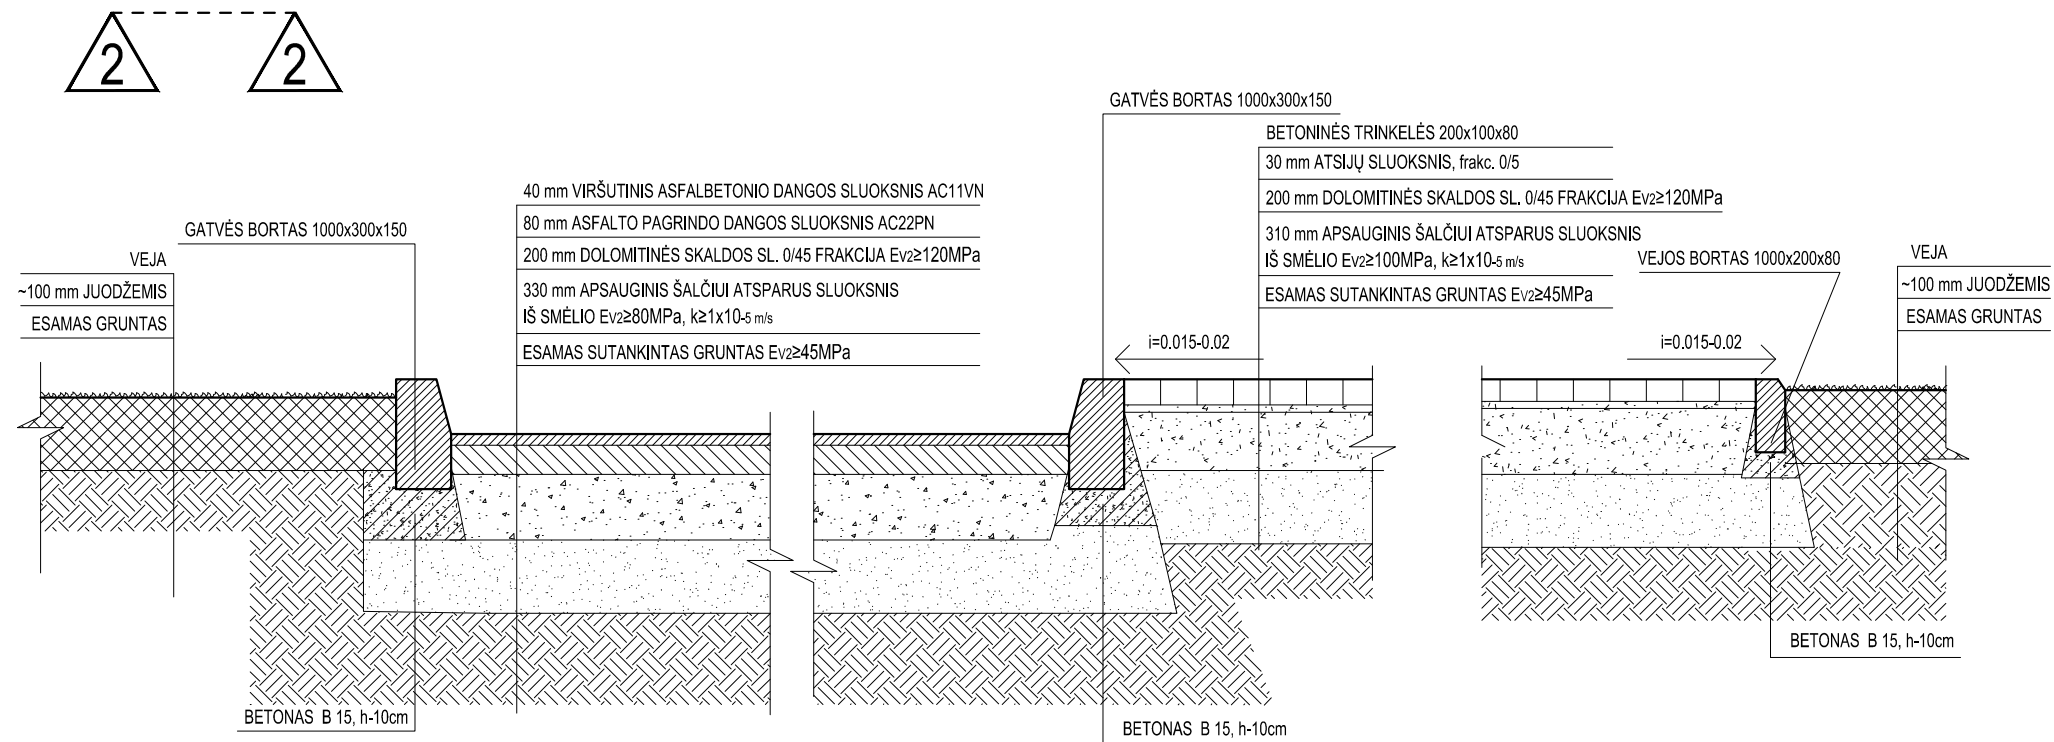 2 2
GATVĖS BORTAS 1000x300x150
BETONINĖS TRINKELĖS 200x100x80
30 mm ATSIJŲ SLUOKSNIS, frakc. 0/5
200 mm DOLOMITINĖS SKALDOS SL. 0/45 FRAKCIJA Ev2≥120MPa
310 mm APSAUGINIS ŠALČIUI ATSPARUS SLUOKSNIS
IŠ SMĖLIO Ev2≥100MPa, k≥1x10-5 m/s
ESAMAS SUTANKINTAS GRUNTAS Ev2≥45MPa
40 mm VIRŠUTINIS ASFALBETONIO DANGOS SLUOKSNIS AC11VN
80 mm ASFALTO PAGRINDO DANGOS SLUOKSNIS AC22PN
200 mm DOLOMITINĖS SKALDOS SL. 0/45 FRAKCIJA Ev2≥120MPa
330 mm APSAUGINIS ŠALČIUI ATSPARUS SLUOKSNIS
IŠ SMĖLIO Ev2≥80MPa, k≥1x10-5 m/s
ESAMAS SUTANKINTAS GRUNTAS Ev2≥45MPa
GATVĖS BORTAS 1000x300x150
VEJA
~100 mm JUODŽEMIS
ESAMAS GRUNTAS
VEJOS BORTAS 1000x200x80
VEJA
~100 mm JUODŽEMIS
ESAMAS GRUNTAS
i=0.015-0.02
i=0.015-0.02
BETONAS B 15, h-10cm
BETONAS B 15, h-10cm
BETONAS B 15, h-10cm